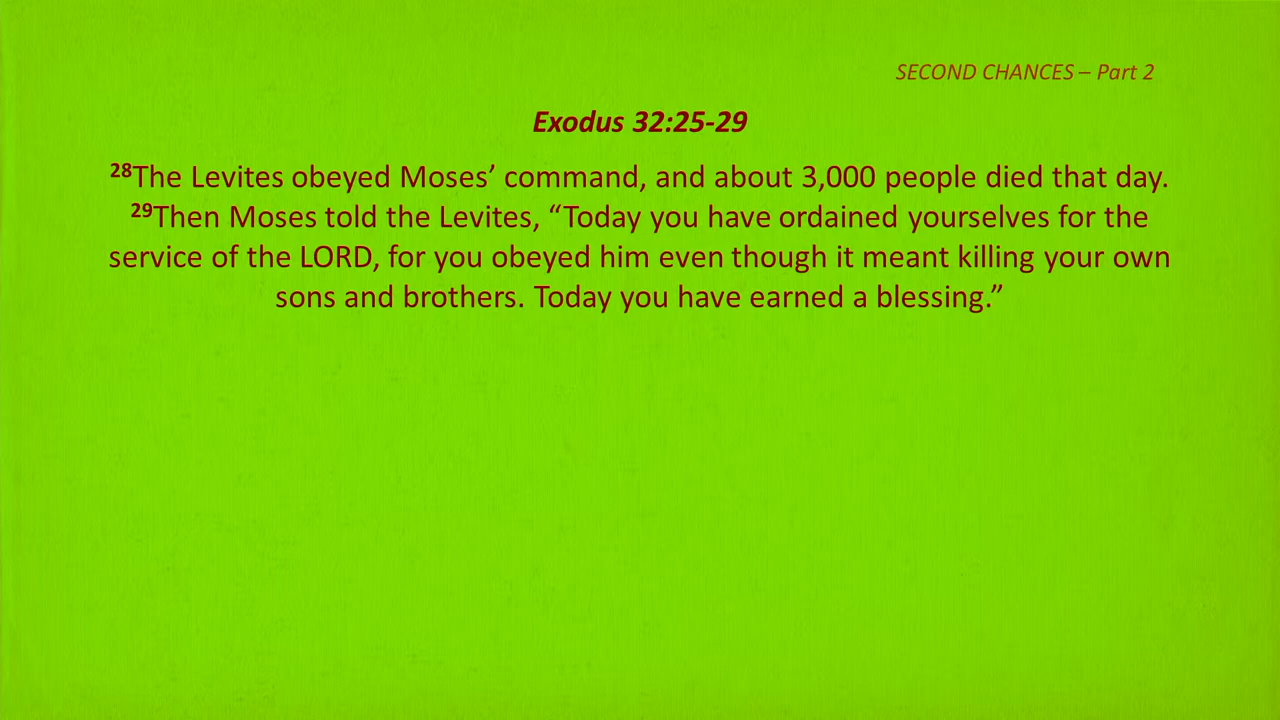 SECOND CHANCES – Part 2
Exodus 32:25-29
28The Levites obeyed Moses’ command, and about 3,000 people died that day.
29Then Moses told the Levites, “Today you have ordained yourselves for the
service of the LORD, for you obeyed him even though it meant killing your own
sons and brothers. Today you have earned a blessing.”